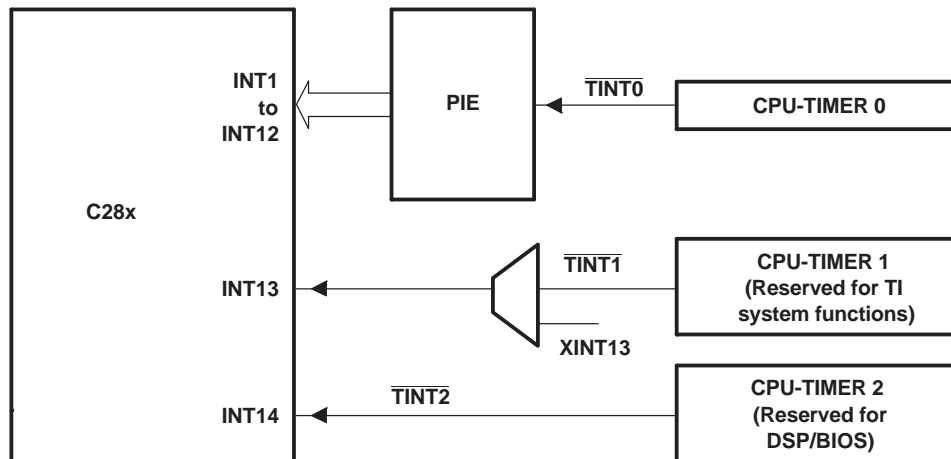 INT1
to
INT12
PIE
TINT0
CPU-TIMER 0
C28x
INT13
TINT1
XINT13
CPU-TIMER 1
(Reserved for TI
system functions)
INT14
TINT2
CPU-TIMER 2
(Reserved for
DSP/BIOS)